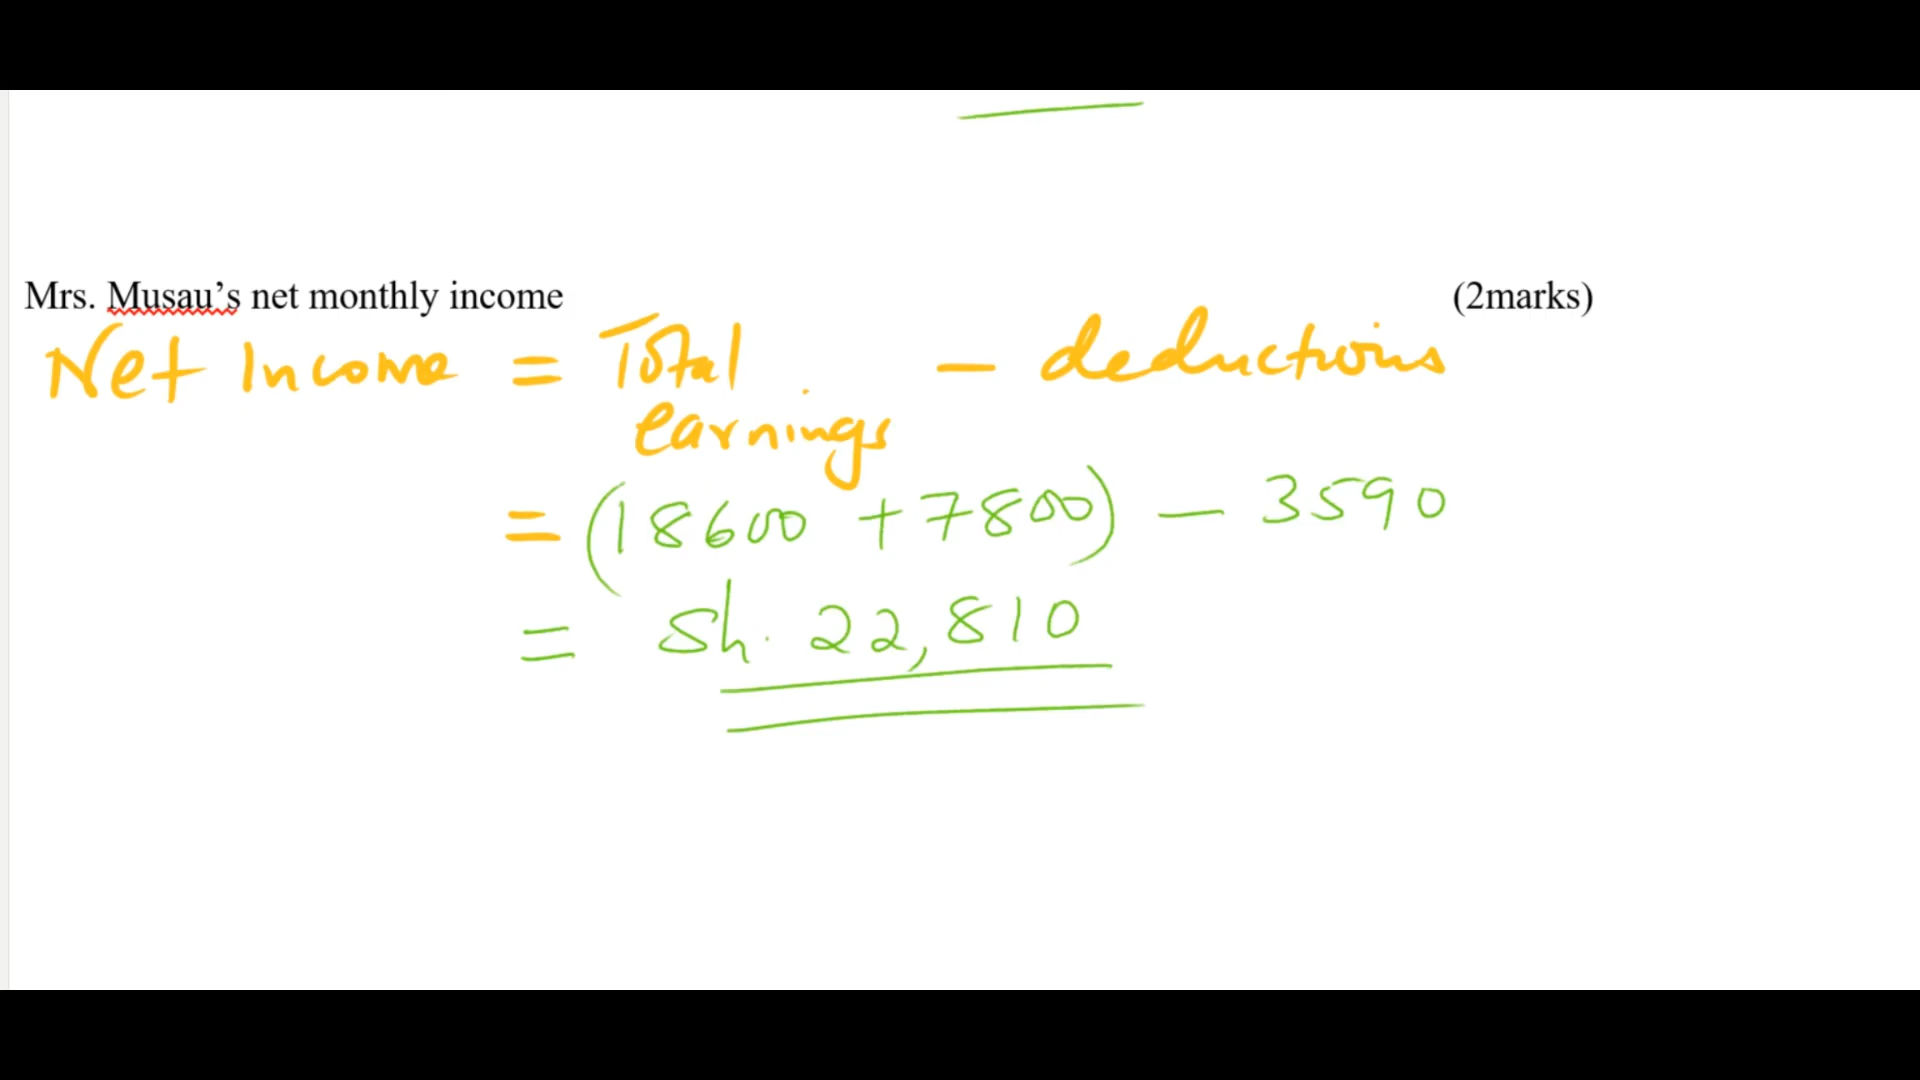 Mrs. Musau's net monthly income (2marks)
Net Income = Total earnings - deductions
= (18600 + 7800) - 3590
= Sh. 22,810